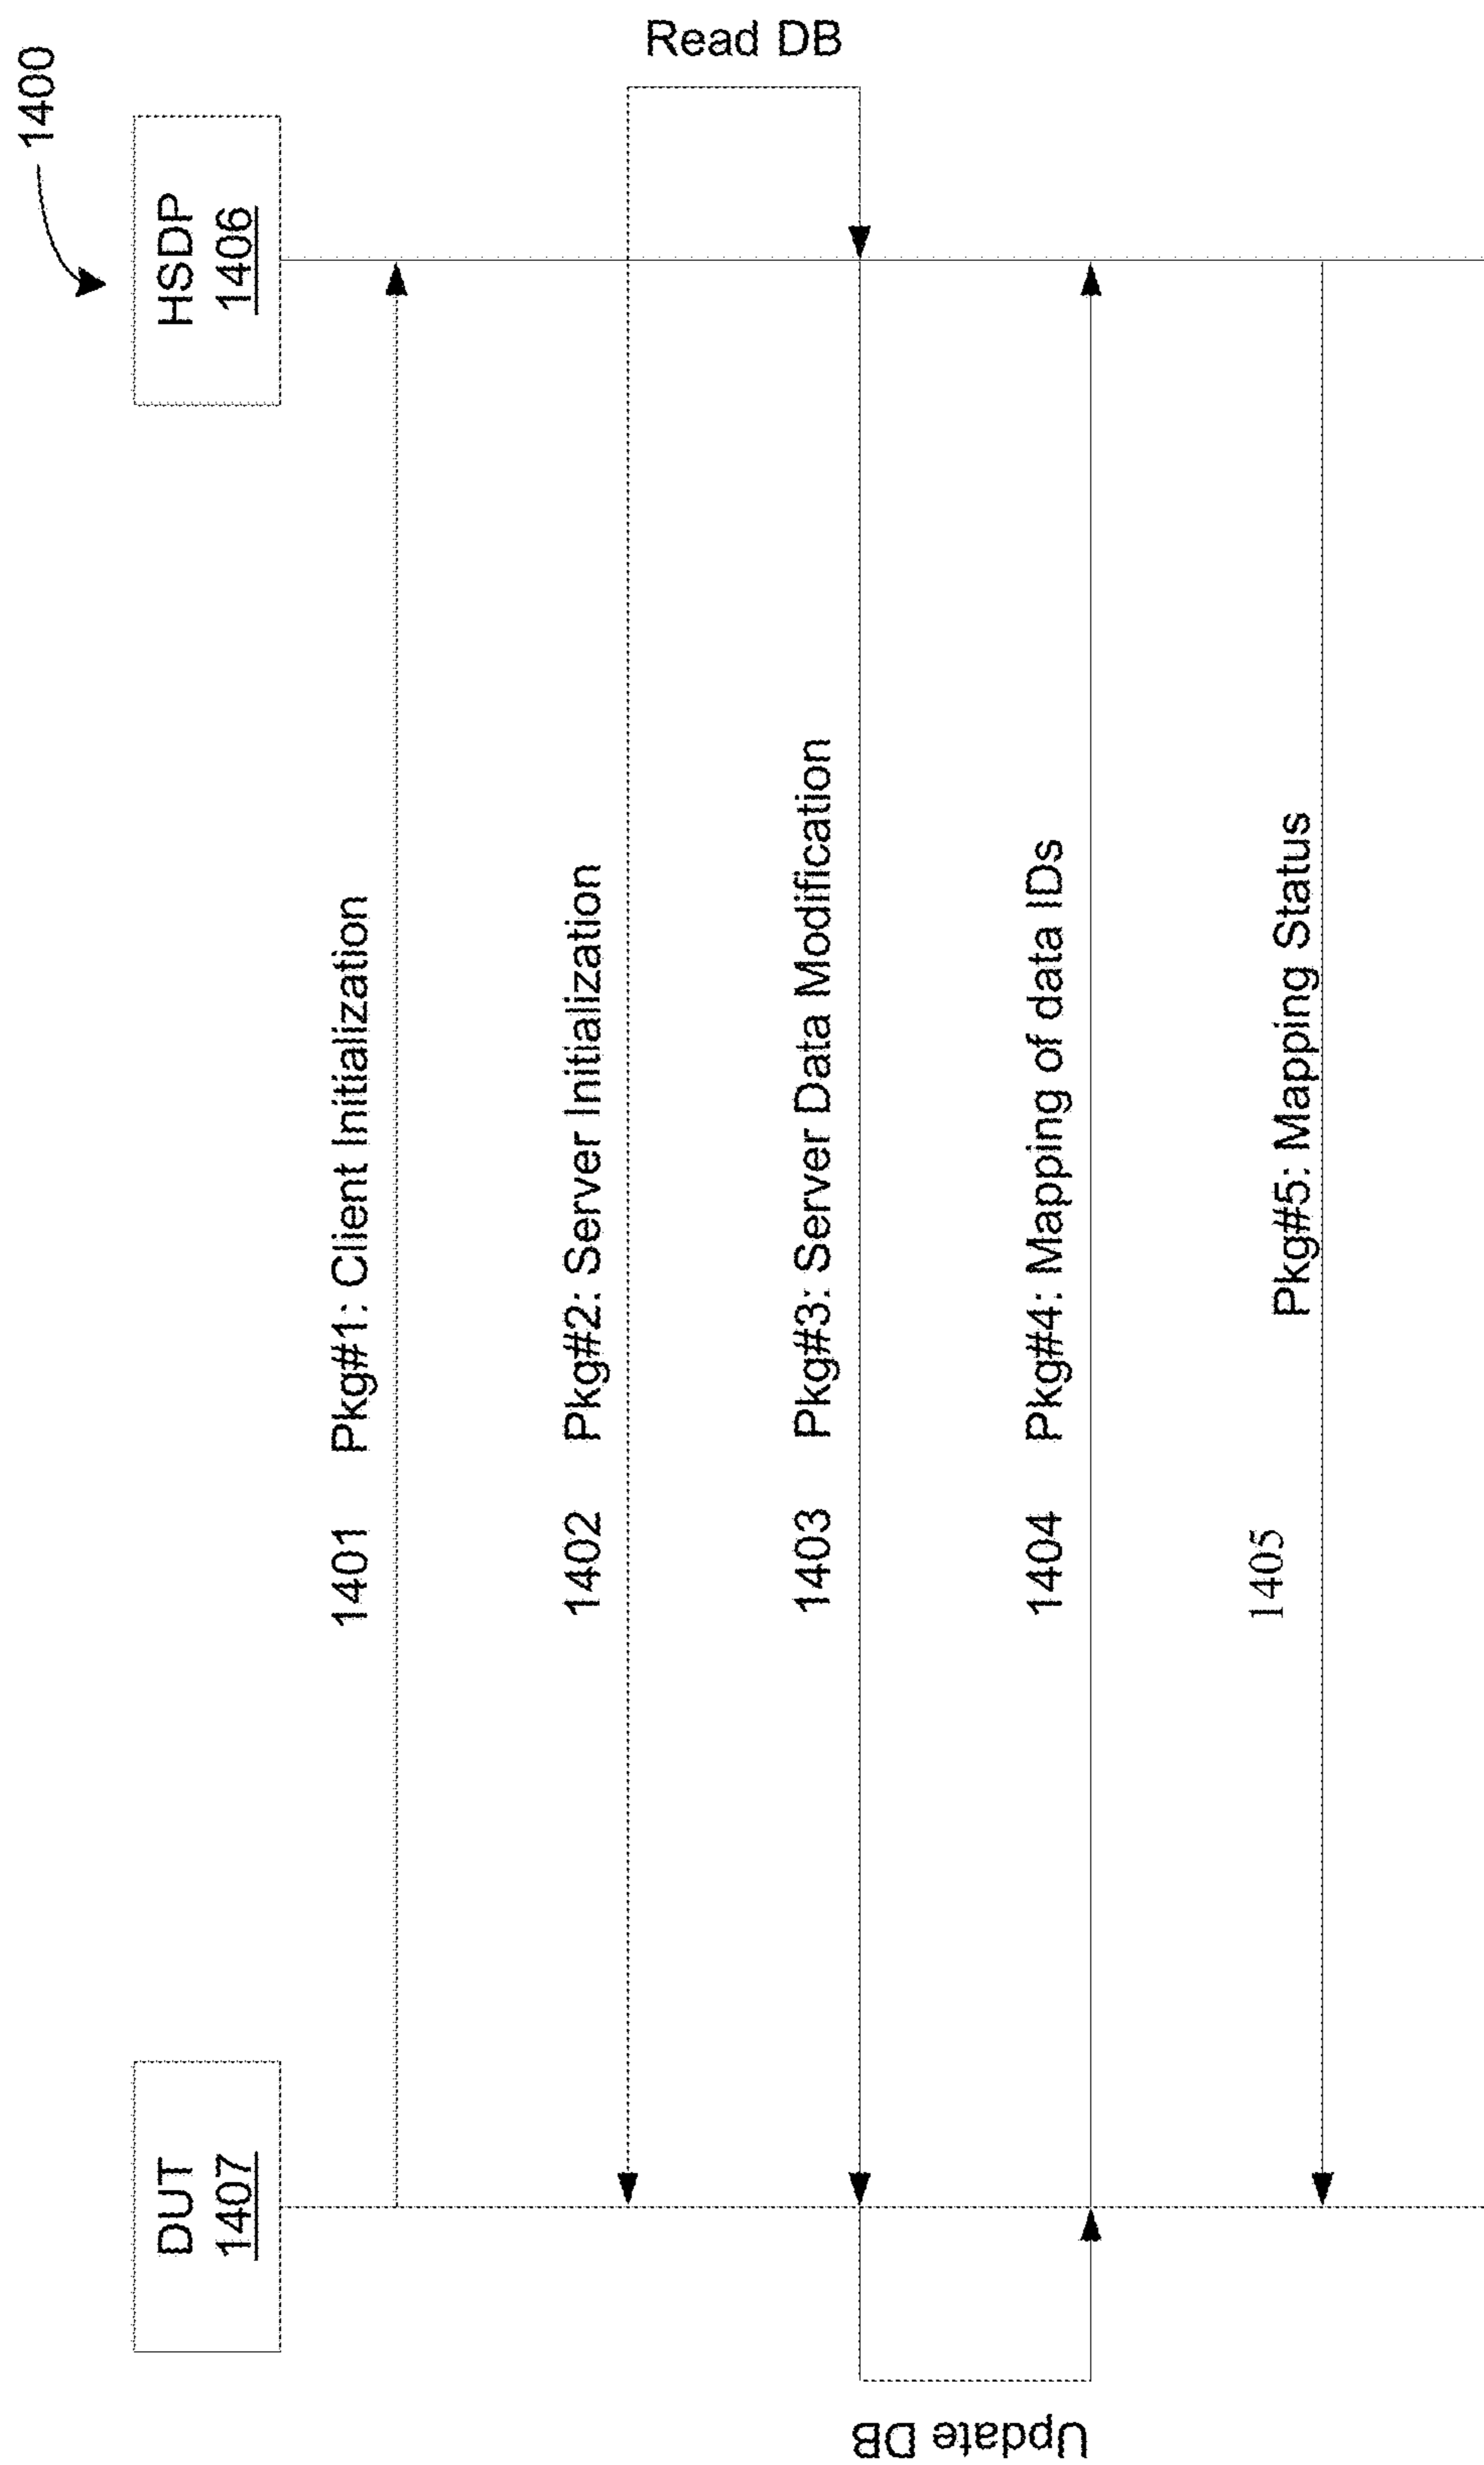 1400
DUT
1407
HSDP
1406
1401 Pkg#1: Client Initialization
1402 Pkg#2: Server Initialization
Read DB
1403 Pkg#3: Server Data Modification
Update DB
1404 Pkg#4: Mapping of data IDs
1405 Pkg#5: Mapping Status